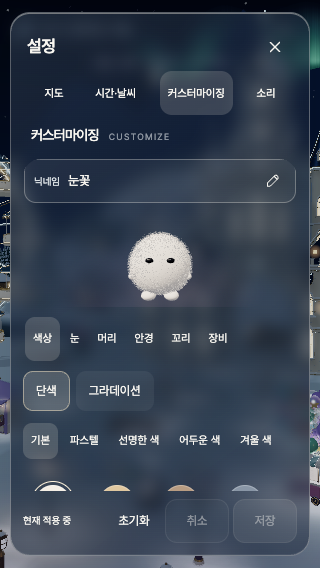 설정
지도 시간·날씨 커스터마이징 소리
커스터마이징 CUSTOMIZE
닉네임 눈꽃
색상 눈 머리 안경 꼬리 장비
단색 그라데이션
기본 파스텔 선명한 색 어두운 색 겨울 색
현재 적용 중 초기화 취소 저장